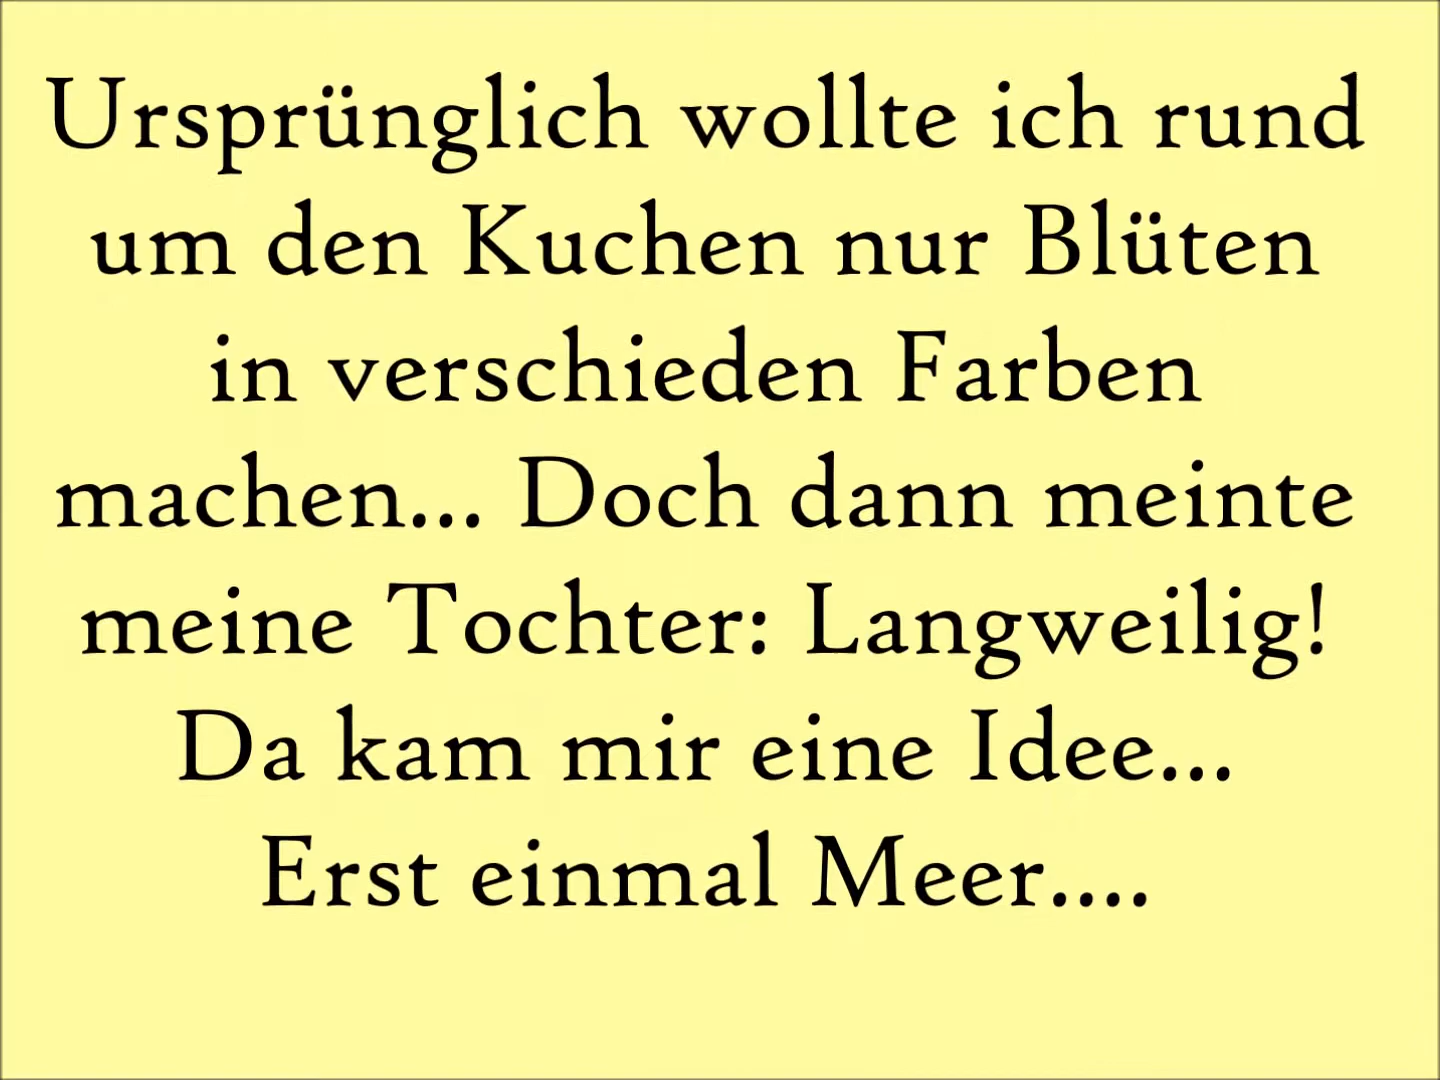 Ursprünglich wollte ich rund
um den Kuchen nur Blüten
in verschieden Farben
machen... Doch dann meinte
meine Tochter: Langweilig!
Da kam mir eine Idee...
Erst einmal Meer....